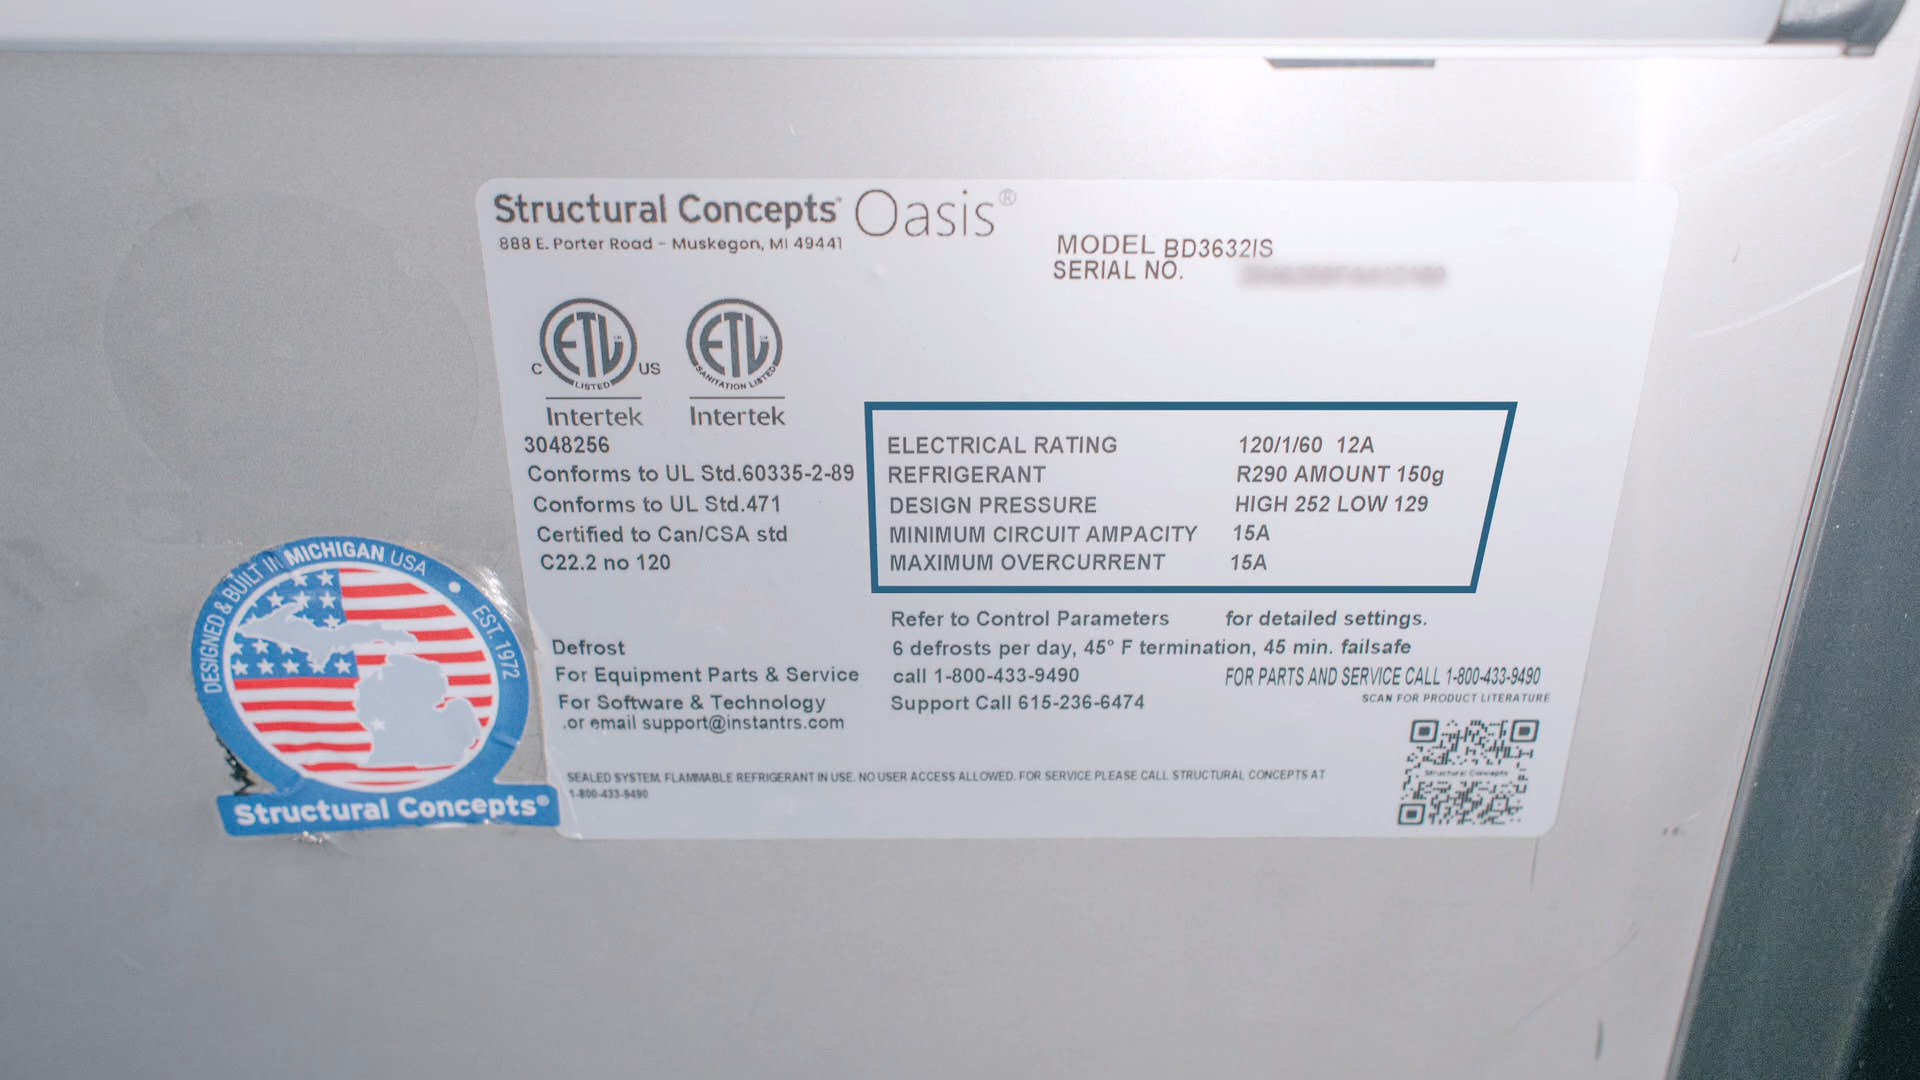 Structural Concepts Oasis®
888 E. Porter Road - Muskegon, MI 49441
MODEL BD3632IS
SERIAL NO.
ETL
C US
LISTED
Intertek
ETL
SANITATION LISTED
Intertek
3048256
Conforms to UL Std.60335-2-89
Conforms to UL Std.471
Certified to Can/CSA std
C22.2 no 120
ELECTRICAL RATING 120/1/60 12A
REFRIGERANT R290 AMOUNT 150g
DESIGN PRESSURE HIGH 252 LOW 129
MINIMUM CIRCUIT AMPACITY 15A
MAXIMUM OVERCURRENT 15A
Refer to Control Parameters for detailed settings.
Defrost 6 defrosts per day, 45° F termination, 45 min. failsafe
For Equipment Parts & Service call 1-800-433-9490
For Software & Technology Support Call 615-236-6474
.or email support@instantrs.com
FOR PARTS AND SERVICE CALL 1-800-433-9490
SCAN FOR PRODUCT LITERATURE
Structural Concepts
SEALED SYSTEM. FLAMMABLE REFRIGERANT IN USE. NO USER ACCESS ALLOWED. FOR SERVICE PLEASE CALL STRUCTURAL CONCEPTS AT
1-800-433-9490
DESIGNED & BUILT IN MICHIGAN USA • EST. 1972
Structural Concepts®